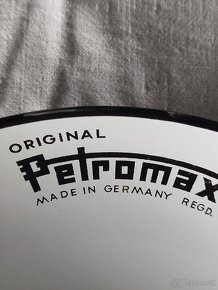 ORIGINAL
Petromax
MADE IN GERMANY REGD.